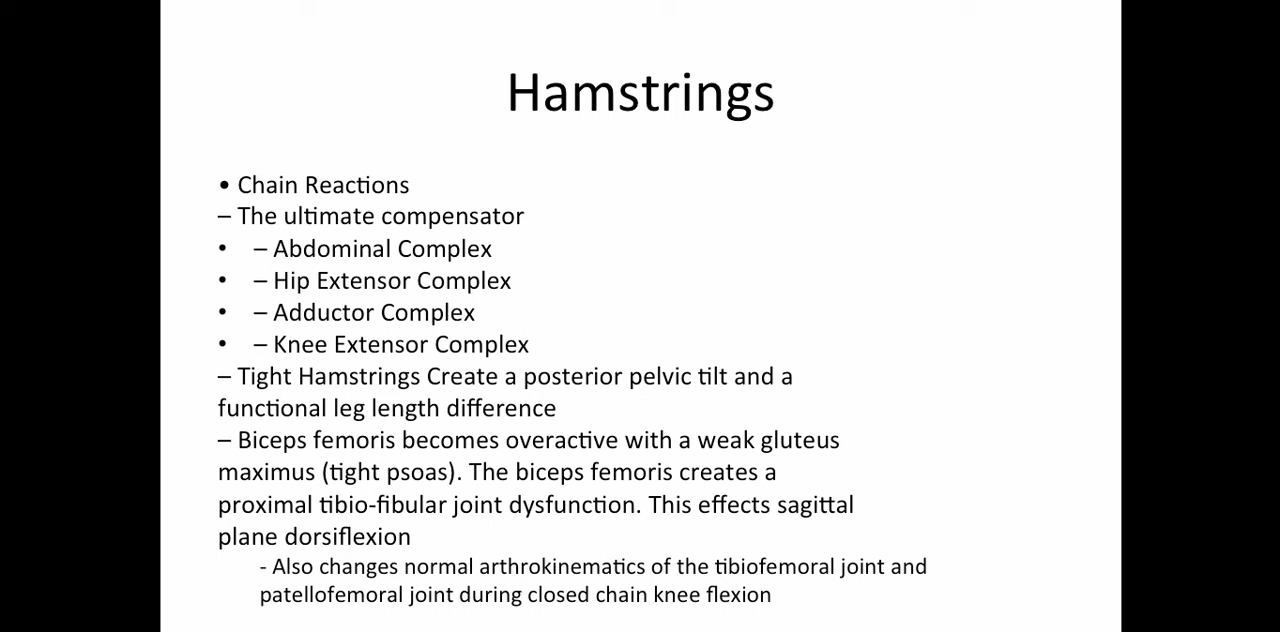 Hamstrings
• Chain Reactions
– The ultimate compensator
• – Abdominal Complex
• – Hip Extensor Complex
• – Adductor Complex
• – Knee Extensor Complex
– Tight Hamstrings Create a posterior pelvic tilt and a
functional leg length difference
– Biceps femoris becomes overactive with a weak gluteus
maximus (tight psoas). The biceps femoris creates a
proximal tibio-fibular joint dysfunction. This effects sagittal
plane dorsiflexion
- Also changes normal arthrokinematics of the tibiofemoral joint and
patellofemoral joint during closed chain knee flexion